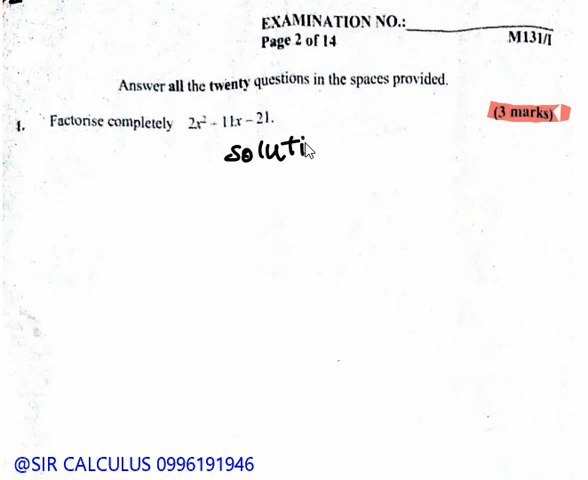 EXAMINATION NO.:
Page 2 of 14
M131/I
Answer all the twenty questions in the spaces provided.
1. Factorise completely 2x² - 11x - 21.
(3 marks)
soluti
@SIR CALCULUS 0996191946